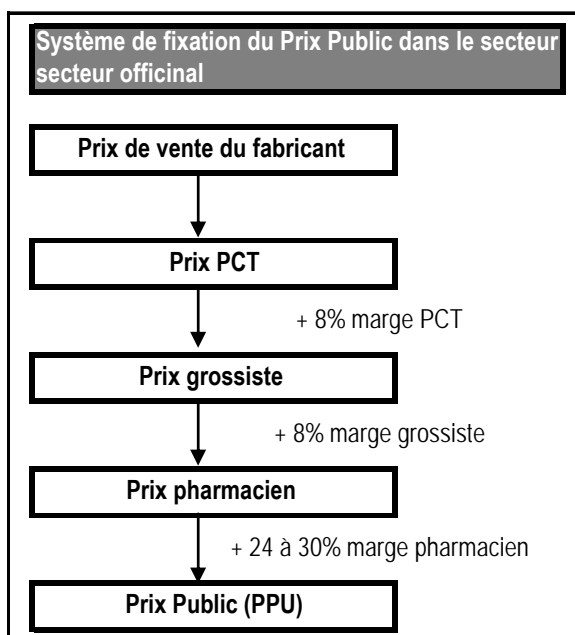 Système de fixation du Prix Public dans le secteur
secteur officinal
Prix de vente du fabricant
Prix PCT
+ 8% marge PCT
Prix grossiste
+ 8% marge grossiste
Prix pharmacien
+ 24 à 30% marge pharmacien
Prix Public (PPU)